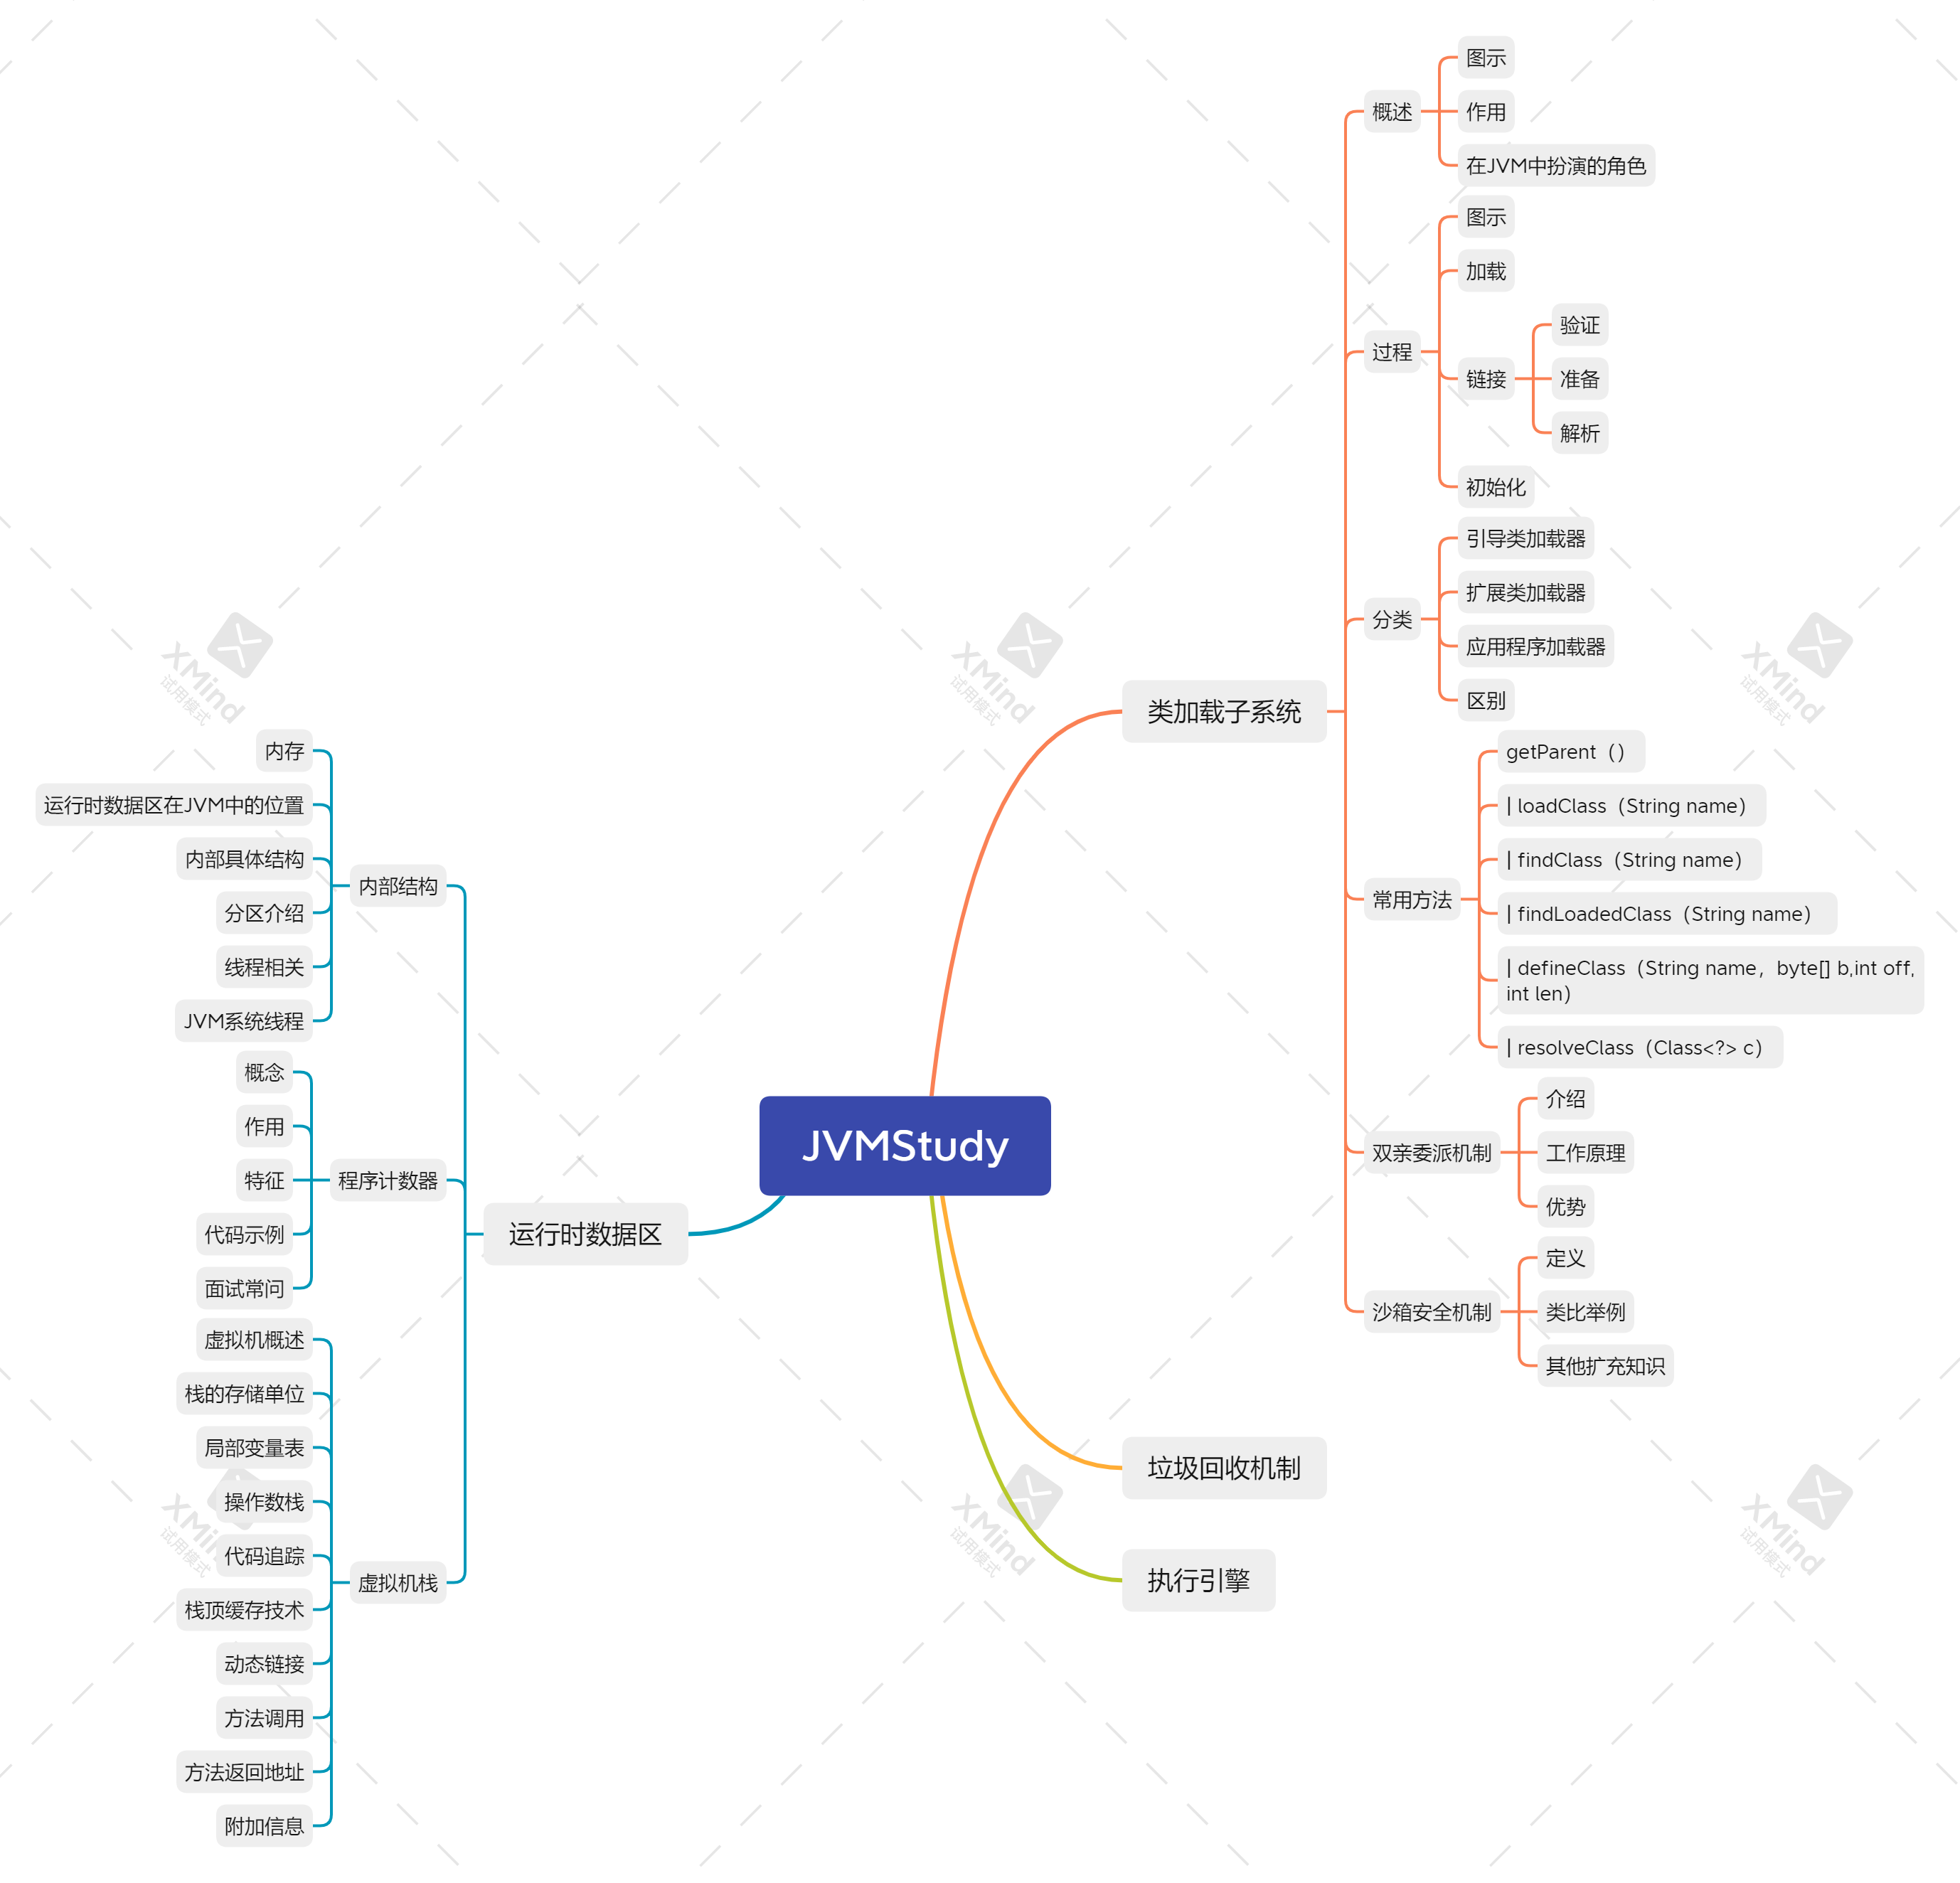 JVMStudy
类加载子系统
概述
图示
作用
在JVM中扮演的角色
过程
图示
加载
链接
验证
准备
解析
初始化
分类
引导类加载器
扩展类加载器
应用程序加载器
区别
常用方法
getParent（）
| loadClass（String name）
| findClass（String name）
| findLoadedClass（String name）
| defineClass（String name，byte[] b,int off,
int len）
| resolveClass（Class<?> c）
双亲委派机制
介绍
工作原理
优势
沙箱安全机制
定义
类比举例
其他扩充知识
垃圾回收机制
执行引擎
运行时数据区
内部结构
内存
运行时数据区在JVM中的位置
内部具体结构
分区介绍
线程相关
JVM系统线程
程序计数器
概念
作用
特征
代码示例
面试常问
虚拟机栈
虚拟机概述
栈的存储单位
局部变量表
操作数栈
代码追踪
栈顶缓存技术
动态链接
方法调用
方法返回地址
附加信息
XMind
试用模式
XMind
试用模式
XMind
试用模式
XMind
试用模式
XMind
试用模式
XMind
试用模式